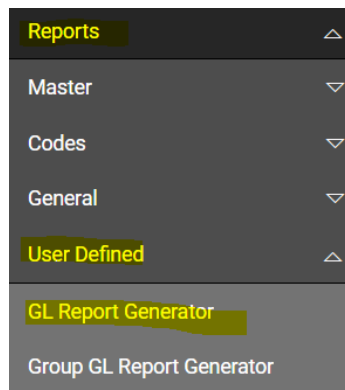 Reports
Master
Codes
General
User Defined
GL Report Generator
Group GL Report Generator